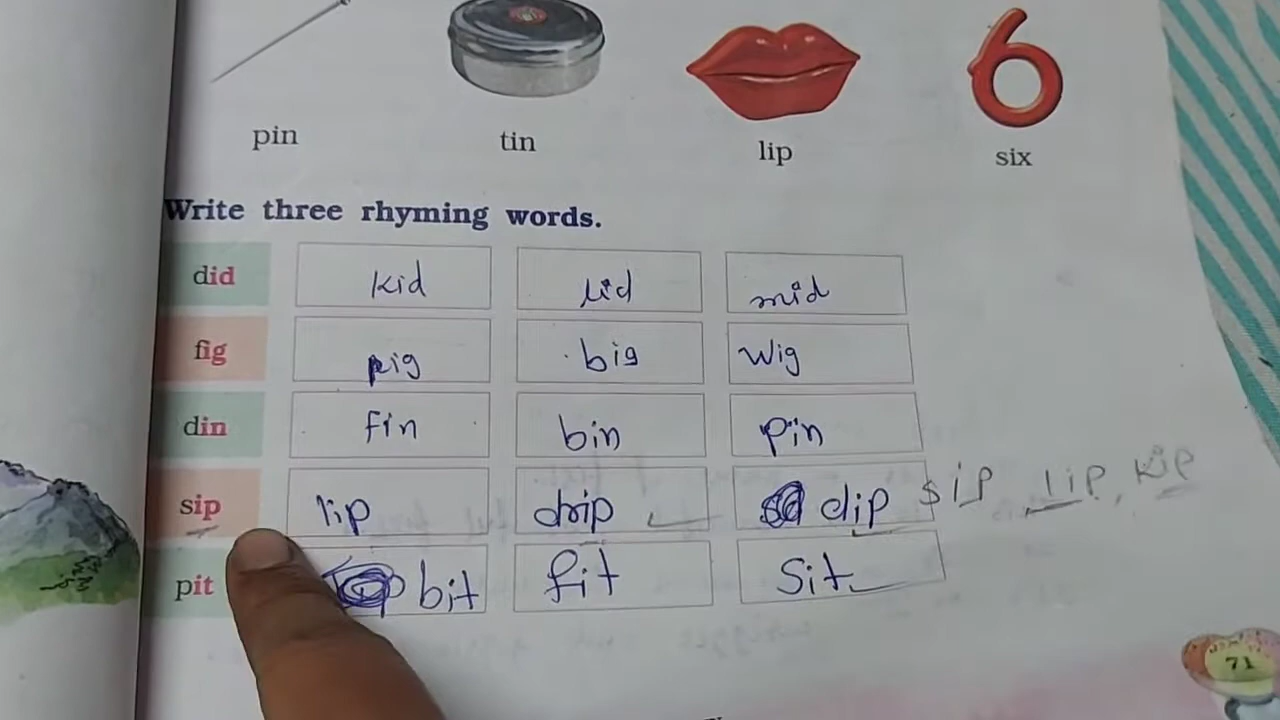 pin tin lip six
Write three rhyming words.
did kid lid mid
fig pig big wig
din fin bin pin
sip lip drip dip sip lip, kip
pit bit fit sit
71